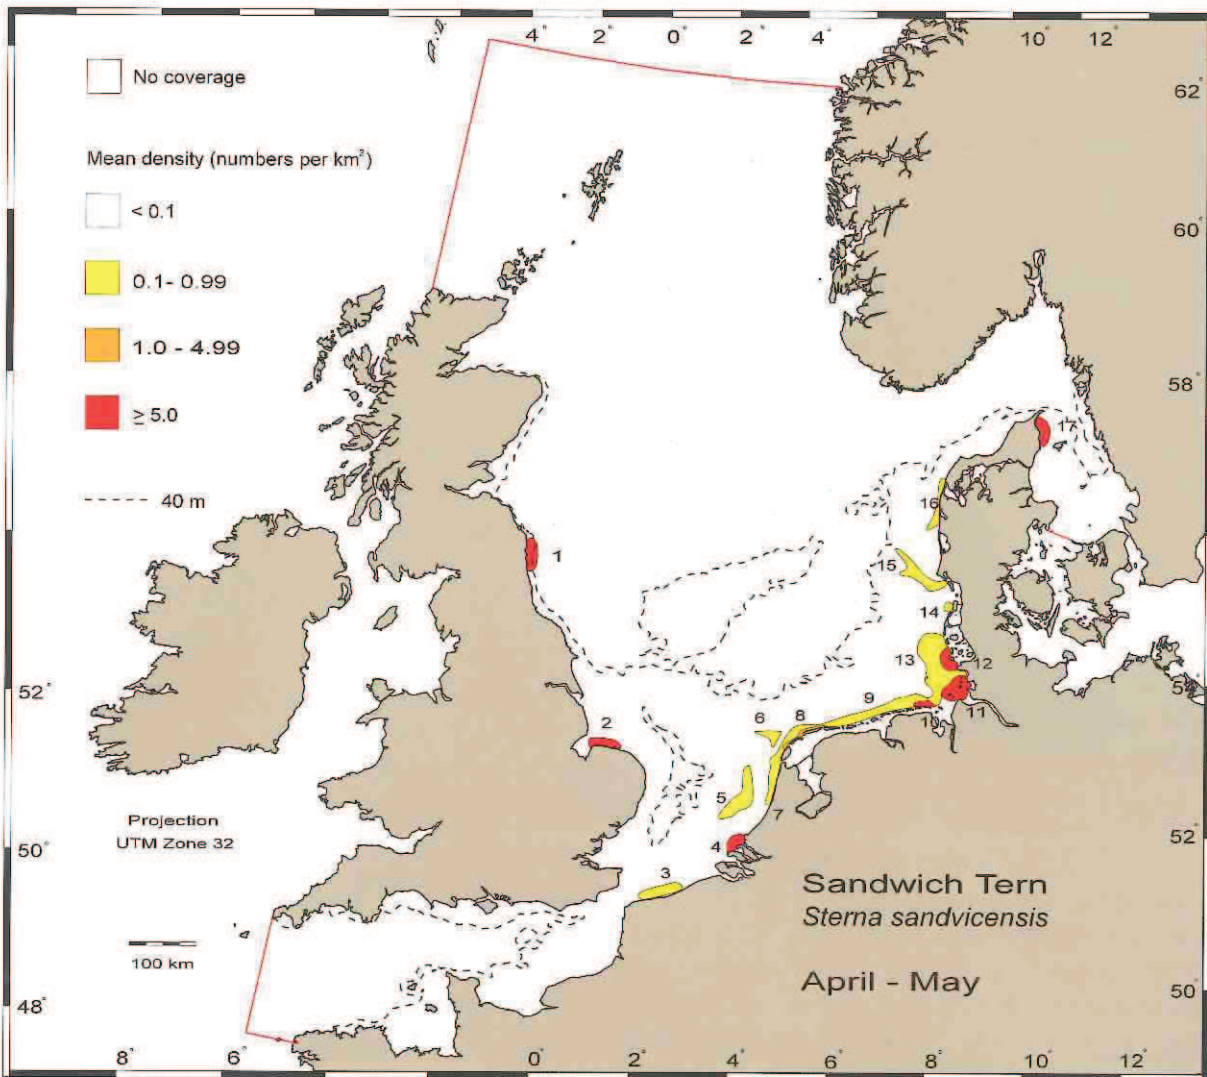 4° 2° 0° 2° 4° 10° 12°
No coverage
62°
Mean density (numbers per km²)
< 0.1
60°
0.1- 0.99
1.0 - 4.99
58°
≥ 5.0
17
40 m
16
1
15
14
13
12
52°
9
2
6
8
10
11
5
7
Projection
UTM Zone 32
52°
50°
4
3
Sandwich Tern
Sterna sandvicensis
100 km
April - May
50°
48°
8° 6° 0° 2° 4° 6° 8° 10° 12°